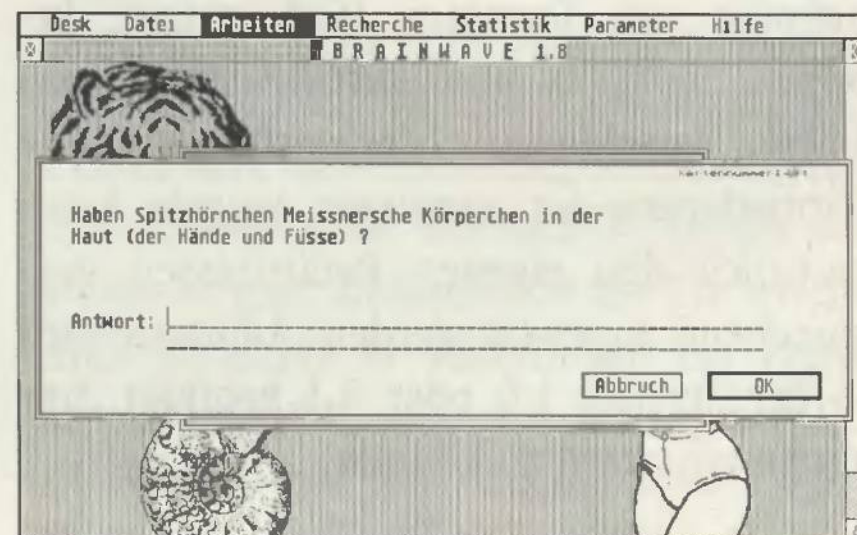 Desk Datei Arbeiten Recherche Statistik Parameter Hilfe
BRAINWAVE 1.8
Haben Spitzhörnchen Meissnersche Körperchen in der
Haut (der Hände und Füsse) ?
Antwort:
Abbruch OK